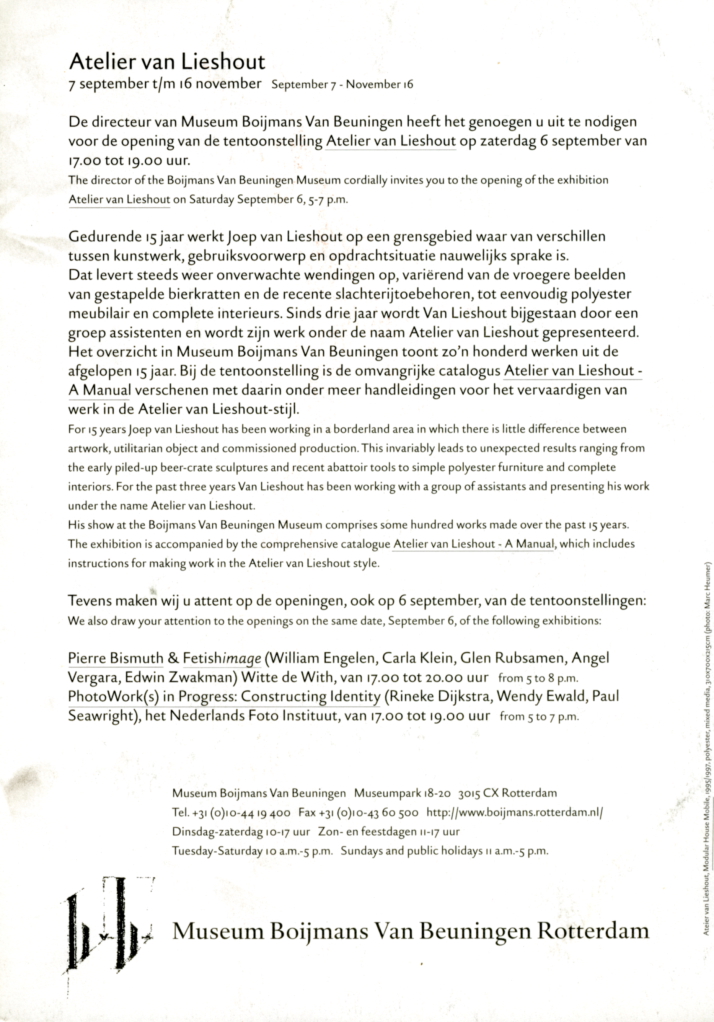 Atelier van Lieshout
7 september t/m 16 november September 7 - November 16
De directeur van Museum Boijmans Van Beuningen heeft het genoegen u uit te nodigen
voor de opening van de tentoonstelling Atelier van Lieshout op zaterdag 6 september van
17.00 tot 19.00 uur.
The director of the Boijmans Van Beuningen Museum cordially invites you to the opening of the exhibition
Atelier van Lieshout on Saturday September 6, 5-7 p.m.
Gedurende 15 jaar werkt Joep van Lieshout op een grensgebied waar van verschillen
tussen kunstwerk, gebruiksvoorwerp en opdrachtsituatie nauwelijks sprake is.
Dat levert steeds weer onverwachte wendingen op, variërend van de vroegere beelden
van gestapelde bierkratten en de recente slachterijtoebehoren, tot eenvoudig polyester
meubilair en complete interieurs. Sinds drie jaar wordt Van Lieshout bijgestaan door een
groep assistenten en wordt zijn werk onder de naam Atelier van Lieshout gepresenteerd.
Het overzicht in Museum Boijmans Van Beuningen toont zo'n honderd werken uit de
afgelopen 15 jaar. Bij de tentoonstelling is de omvangrijke catalogus Atelier van Lieshout -
A Manual verschenen met daarin onder meer handleidingen voor het vervaardigen van
werk in de Atelier van Lieshout-stijl.
For 15 years Joep van Lieshout has been working in a borderland area in which there is little difference between
artwork, utilitarian object and commissioned production. This invariably leads to unexpected results ranging from
the early piled-up beer-crate sculptures and recent abattoir tools to simple polyester furniture and complete
interiors. For the past three years Van Lieshout has been working with a group of assistants and presenting his work
under the name Atelier van Lieshout.
His show at the Boijmans Van Beuningen Museum comprises some hundred works made over the past 15 years.
The exhibition is accompanied by the comprehensive catalogue Atelier van Lieshout - A Manual, which includes
instructions for making work in the Atelier van Lieshout style.
Tevens maken wij u attent op de openingen, ook op 6 september, van de tentoonstellingen:
We also draw your attention to the openings on the same date, September 6, of the following exhibitions:
Pierre Bismuth & Fetishimage (William Engelen, Carla Klein, Glen Rubsamen, Angel
Vergara, Edwin Zwakman) Witte de With, van 17.00 tot 20.00 uur from 5 to 8 p.m.
PhotoWork(s) in Progress: Constructing Identity (Rineke Dijkstra, Wendy Ewald, Paul
Seawright), het Nederlands Foto Instituut, van 17.00 tot 19.00 uur from 5 to 7 p.m.
Museum Boijmans Van Beuningen Museumpark 18-20 3015 CX Rotterdam
Tel. +31 (0)10-44 19 400 Fax +31 (0)10-43 60 500 http://www.boijmans.rotterdam.nl/
Dinsdag-zaterdag 10-17 uur Zon- en feestdagen 11-17 uur
Tuesday-Saturday 10 a.m.-5 p.m. Sundays and public holidays 11 a.m.-5 p.m.
Museum Boijmans Van Beuningen Rotterdam
Atelier van Lieshout, Modular House Mobile, 1995/1997, polyester, mixed media, 310x700x215cm (photo: Marc Heumer)